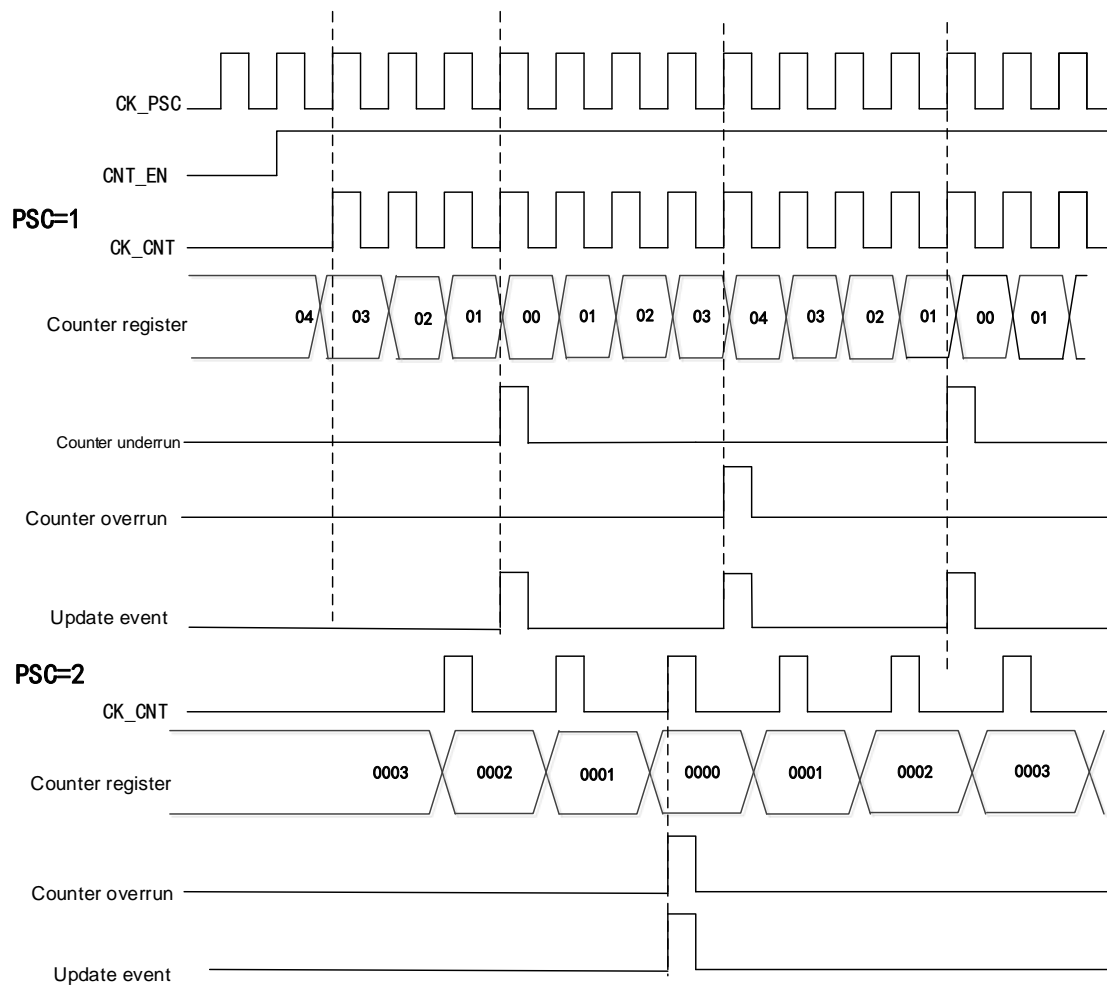 CK_PSC
CNT_EN
PSC=1
CK_CNT
Counter register 04 03 02 01 00 01 02 03 04 03 02 01 00 01
Counter underrun
Counter overrun
Update event
PSC=2
CK_CNT
Counter register 0003 0002 0001 0000 0001 0002 0003
Counter overrun
Update event